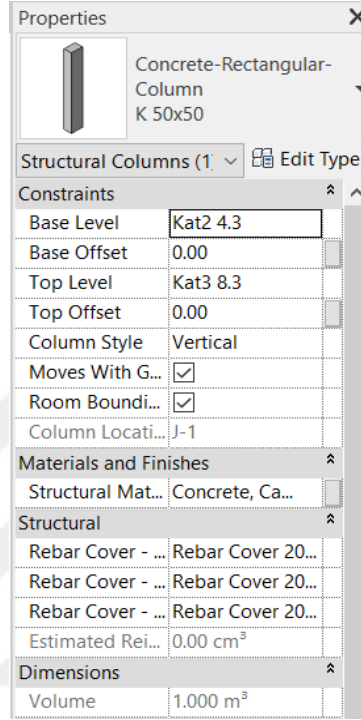 Properties
Concrete-Rectangular-
Column
K 50x50
Structural Columns (1 Edit Type
Constraints
Base Level Kat2 4.3
Base Offset 0.00
Top Level Kat3 8.3
Top Offset 0.00
Column Style Vertical
Moves With G...
Room Boundi...
Column Locati... J-1
Materials and Finishes
Structural Mat... Concrete, Ca...
Structural
Rebar Cover - ... Rebar Cover 20...
Rebar Cover - ... Rebar Cover 20...
Rebar Cover - ... Rebar Cover 20...
Estimated Rei... 0.00 cm³
Dimensions
Volume 1.000 m³